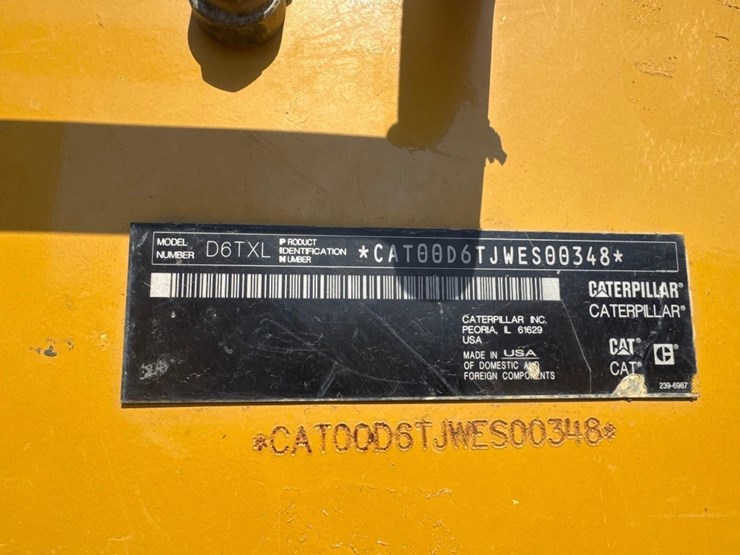 MODEL NUMBER D6TXL PRODUCT IDENTIFICATION NUMBER *CAT00D6TJWES00348*
CATERPILLAR®
CATERPILLAR®
CATERPILLAR INC.
PEORIA, IL 61629
USA
MADE IN USA
OF DOMESTIC AND
FOREIGN COMPONENTS
CAT® C®
CAT®
239-6967
*CAT00D6TJWES00348*